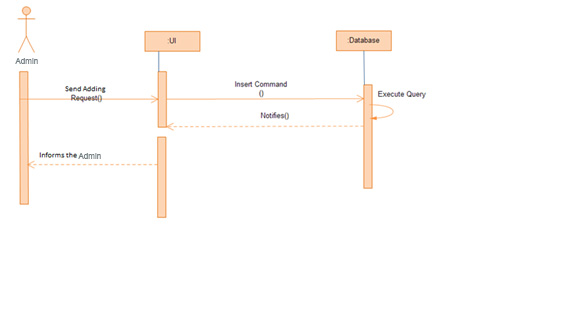 :UI
:Database
Admin
Send Adding
Request()
Insert Command
()
Execute Query
Notifies()
Informs the Admin